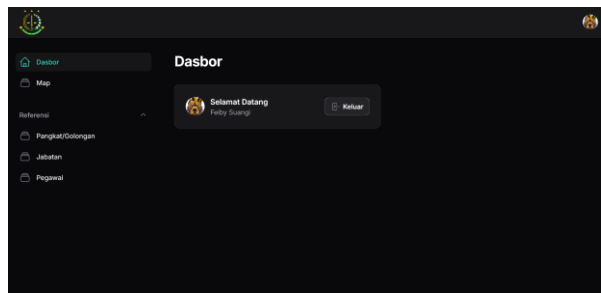 Dasbor
Map
Referensi
Pangkat/Golongan
Jabatan
Pegawai
Dasbor
Selamat Datang
Felby Suangi
Keluar